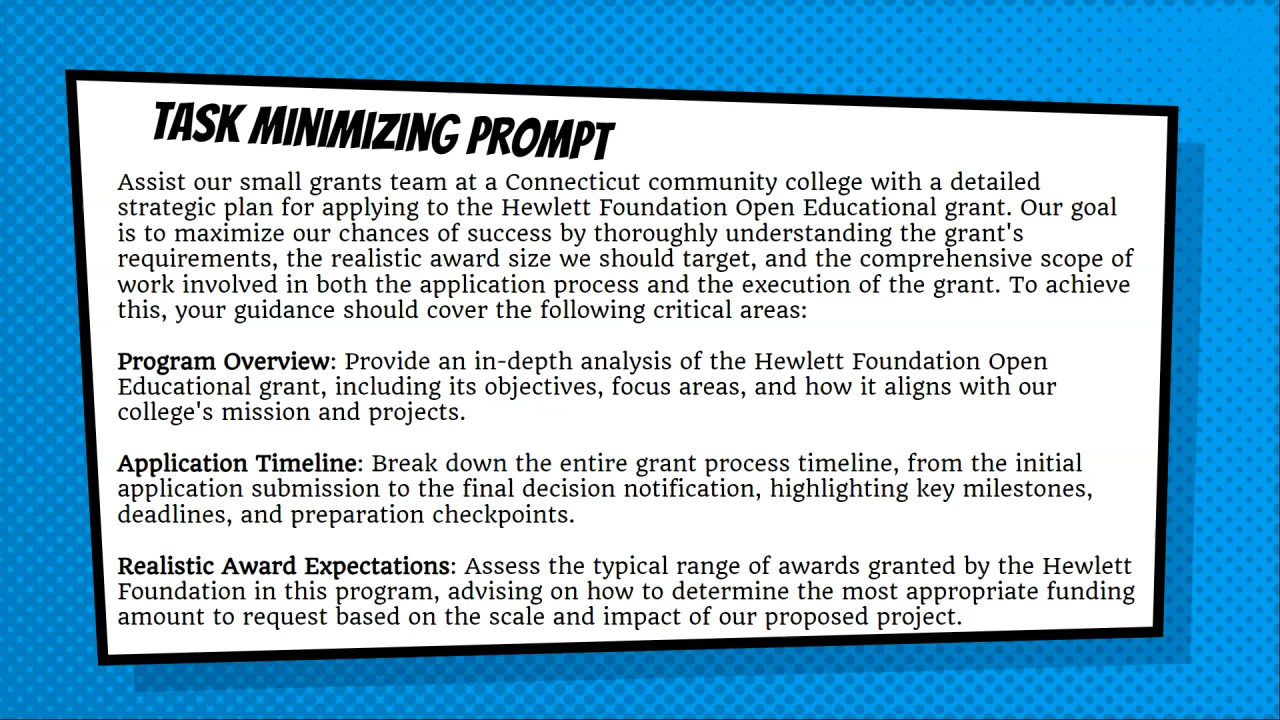 TASK MINIMIZING PROMPT
Assist our small grants team at a Connecticut community college with a detailed
strategic plan for applying to the Hewlett Foundation Open Educational grant. Our goal
is to maximize our chances of success by thoroughly understanding the grant's
requirements, the realistic award size we should target, and the comprehensive scope of
work involved in both the application process and the execution of the grant. To achieve
this, your guidance should cover the following critical areas:
Program Overview: Provide an in-depth analysis of the Hewlett Foundation Open
Educational grant, including its objectives, focus areas, and how it aligns with our
college's mission and projects.
Application Timeline: Break down the entire grant process timeline, from the initial
application submission to the final decision notification, highlighting key milestones,
deadlines, and preparation checkpoints.
Realistic Award Expectations: Assess the typical range of awards granted by the Hewlett
Foundation in this program, advising on how to determine the most appropriate funding
amount to request based on the scale and impact of our proposed project.